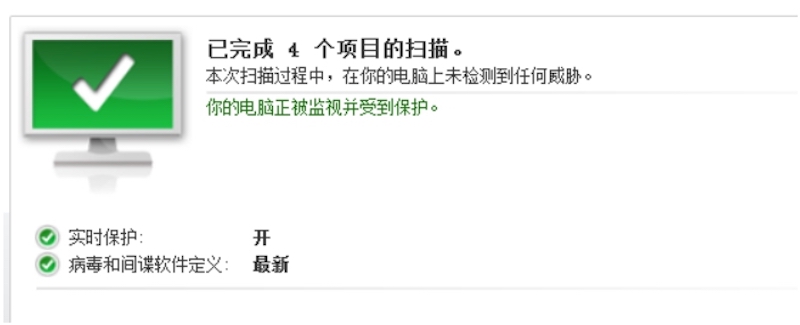 已完成 4 个项目的扫描。
本次扫描过程中，在你的电脑上未检测到任何威胁。
你的电脑正被监视并受到保护。
实时保护: 开
病毒和间谍软件定义: 最新